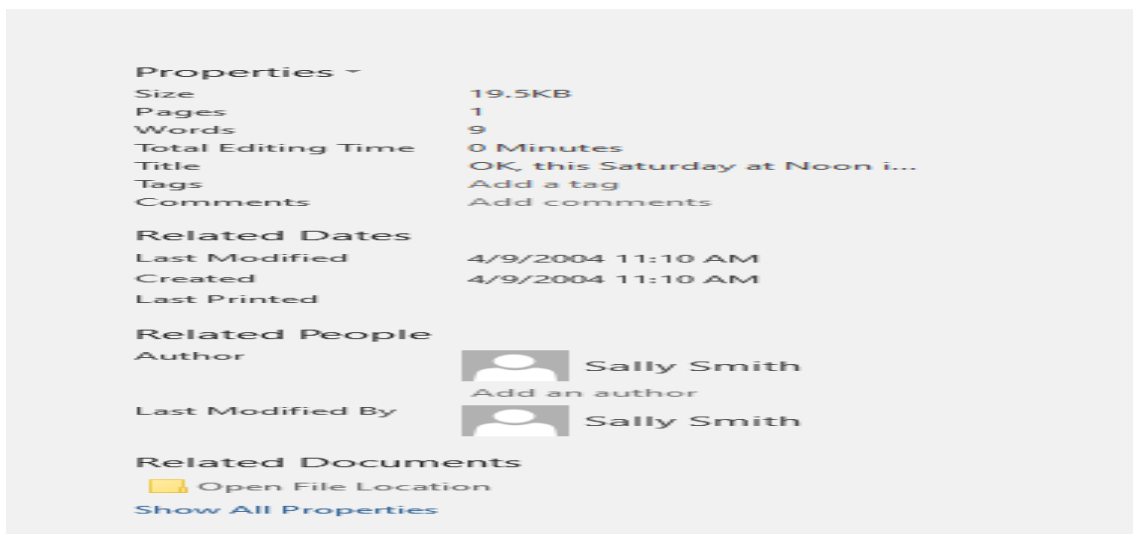 Properties
Size 19.5KB
Pages 1
Words 9
Total Editing Time 0 Minutes
Title OK, this Saturday at Noon i...
Tags Add a tag
Comments Add comments
Related Dates
Last Modified 4/9/2004 11:10 AM
Created 4/9/2004 11:10 AM
Last Printed
Related People
Author Sally Smith
Add an author
Last Modified By Sally Smith
Related Documents
Open File Location
Show All Properties